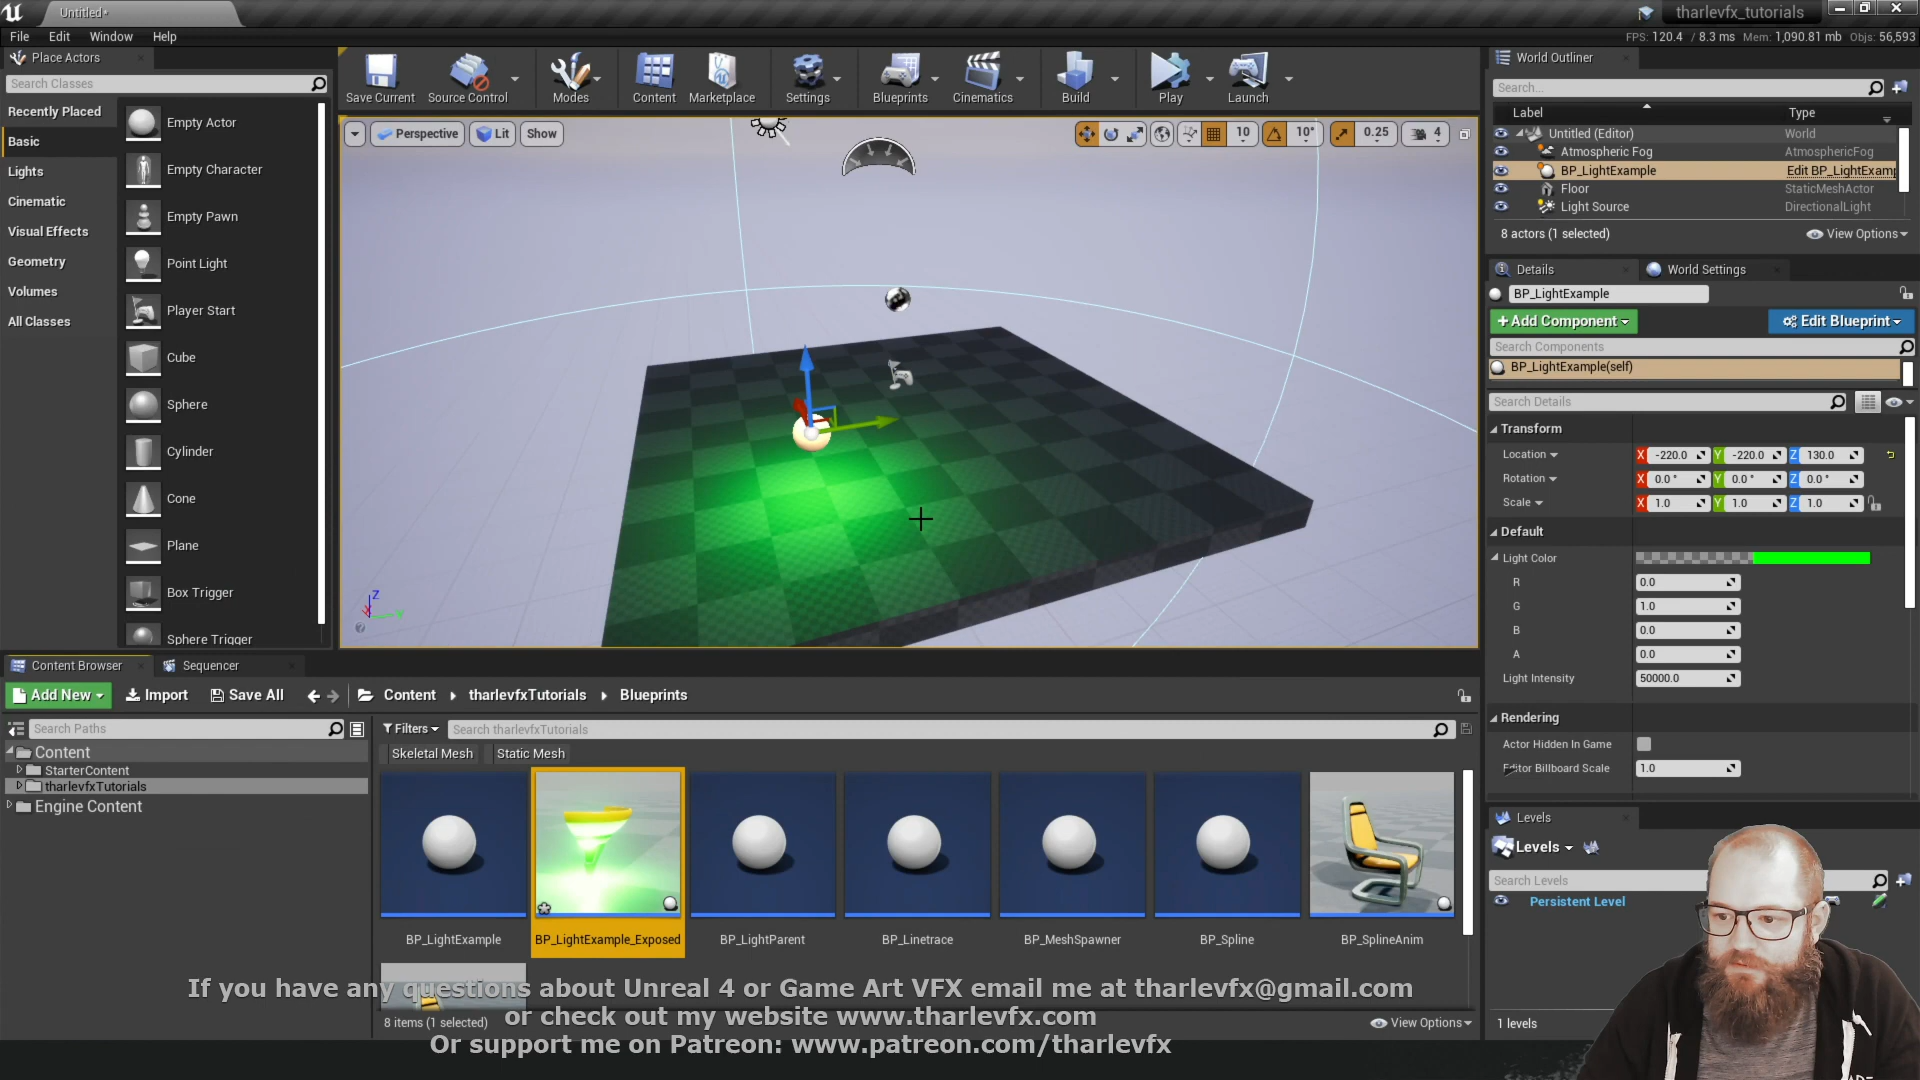 Untitled*
tharlevfx_tutorials
File Edit Window Help
FPS: 120.4 / 8.3 ms Mem: 1,090.81 mb Objs: 56,593
Place Actors
Search Classes
Recently Placed
Basic
Lights
Cinematic
Visual Effects
Geometry
Volumes
All Classes
Empty Actor
Empty Character
Empty Pawn
Point Light
Player Start
Cube
Sphere
Cylinder
Cone
Plane
Box Trigger
Sphere Trigger
Save Current Source Control Modes Content Marketplace Settings Blueprints Cinematics Build Play Launch
Perspective Lit Show
10 10° 0.25 4
Z
X Y
World Outliner
Search...
Label Type
Untitled (Editor) World
Atmospheric Fog AtmosphericFog
BP_LightExample Edit BP_LightExamp
Floor StaticMeshActor
Light Source DirectionalLight
8 actors (1 selected) View Options
Details World Settings
BP_LightExample
+ Add Component Edit Blueprint
Search Components
BP_LightExample(self)
Search Details
Transform
Location X -220.0 Y -220.0 Z 130.0
Rotation X 0.0 ° Y 0.0 ° Z 0.0 °
Scale X 1.0 Y 1.0 Z 1.0
Default
Light Color
R 0.0
G 1.0
B 0.0
A 0.0
Light Intensity 50000.0
Rendering
Actor Hidden In Game
Editor Billboard Scale 1.0
Levels
Levels
Search Levels
Persistent Level
1 levels
Content Browser Sequencer
Add New Import Save All Content tharlevfxTutorials Blueprints
Search Paths
Content
StarterContent
tharlevfxTutorials
Engine Content
Filters Search tharlevfxTutorials
Skeletal Mesh Static Mesh
BP_LightExample BP_LightExample_Exposed BP_LightParent BP_Linetrace BP_MeshSpawner BP_Spline BP_SplineAnim
8 items (1 selected) View Options
If you have any questions about Unreal 4 or Game Art VFX email me at tharlevfx@gmail.com
or check out my website www.tharlevfx.com
Or support me on Patreon: www.patreon.com/tharlevfx